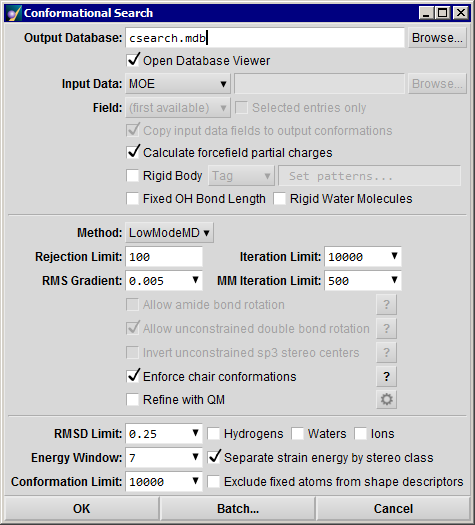 Conformational Search
Output Database: csearch.mdb Browse...
Open Database Viewer
Input Data: MOE Browse...
Field: (first available) Selected entries only
Copy input data fields to output conformations
Calculate forcefield partial charges
Rigid Body Tag Set patterns...
Fixed OH Bond Length Rigid Water Molecules
Method: LowModeMD
Rejection Limit: 100 Iteration Limit: 10000
RMS Gradient: 0.005 MM Iteration Limit: 500
Allow amide bond rotation ?
Allow unconstrained double bond rotation ?
Invert unconstrained sp3 stereo centers ?
Enforce chair conformations ?
Refine with QM
RMSD Limit: 0.25 Hydrogens Waters Ions
Energy Window: 7 Separate strain energy by stereo class
Conformation Limit: 10000 Exclude fixed atoms from shape descriptors
OK Batch... Cancel